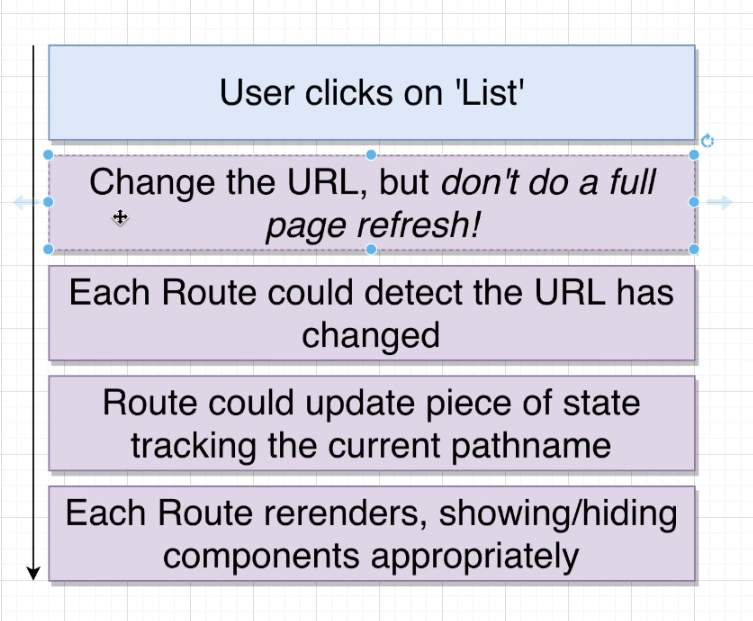 User clicks on 'List'
Change the URL, but don't do a full
page refresh!
Each Route could detect the URL has
changed
Route could update piece of state
tracking the current pathname
Each Route rerenders, showing/hiding
components appropriately